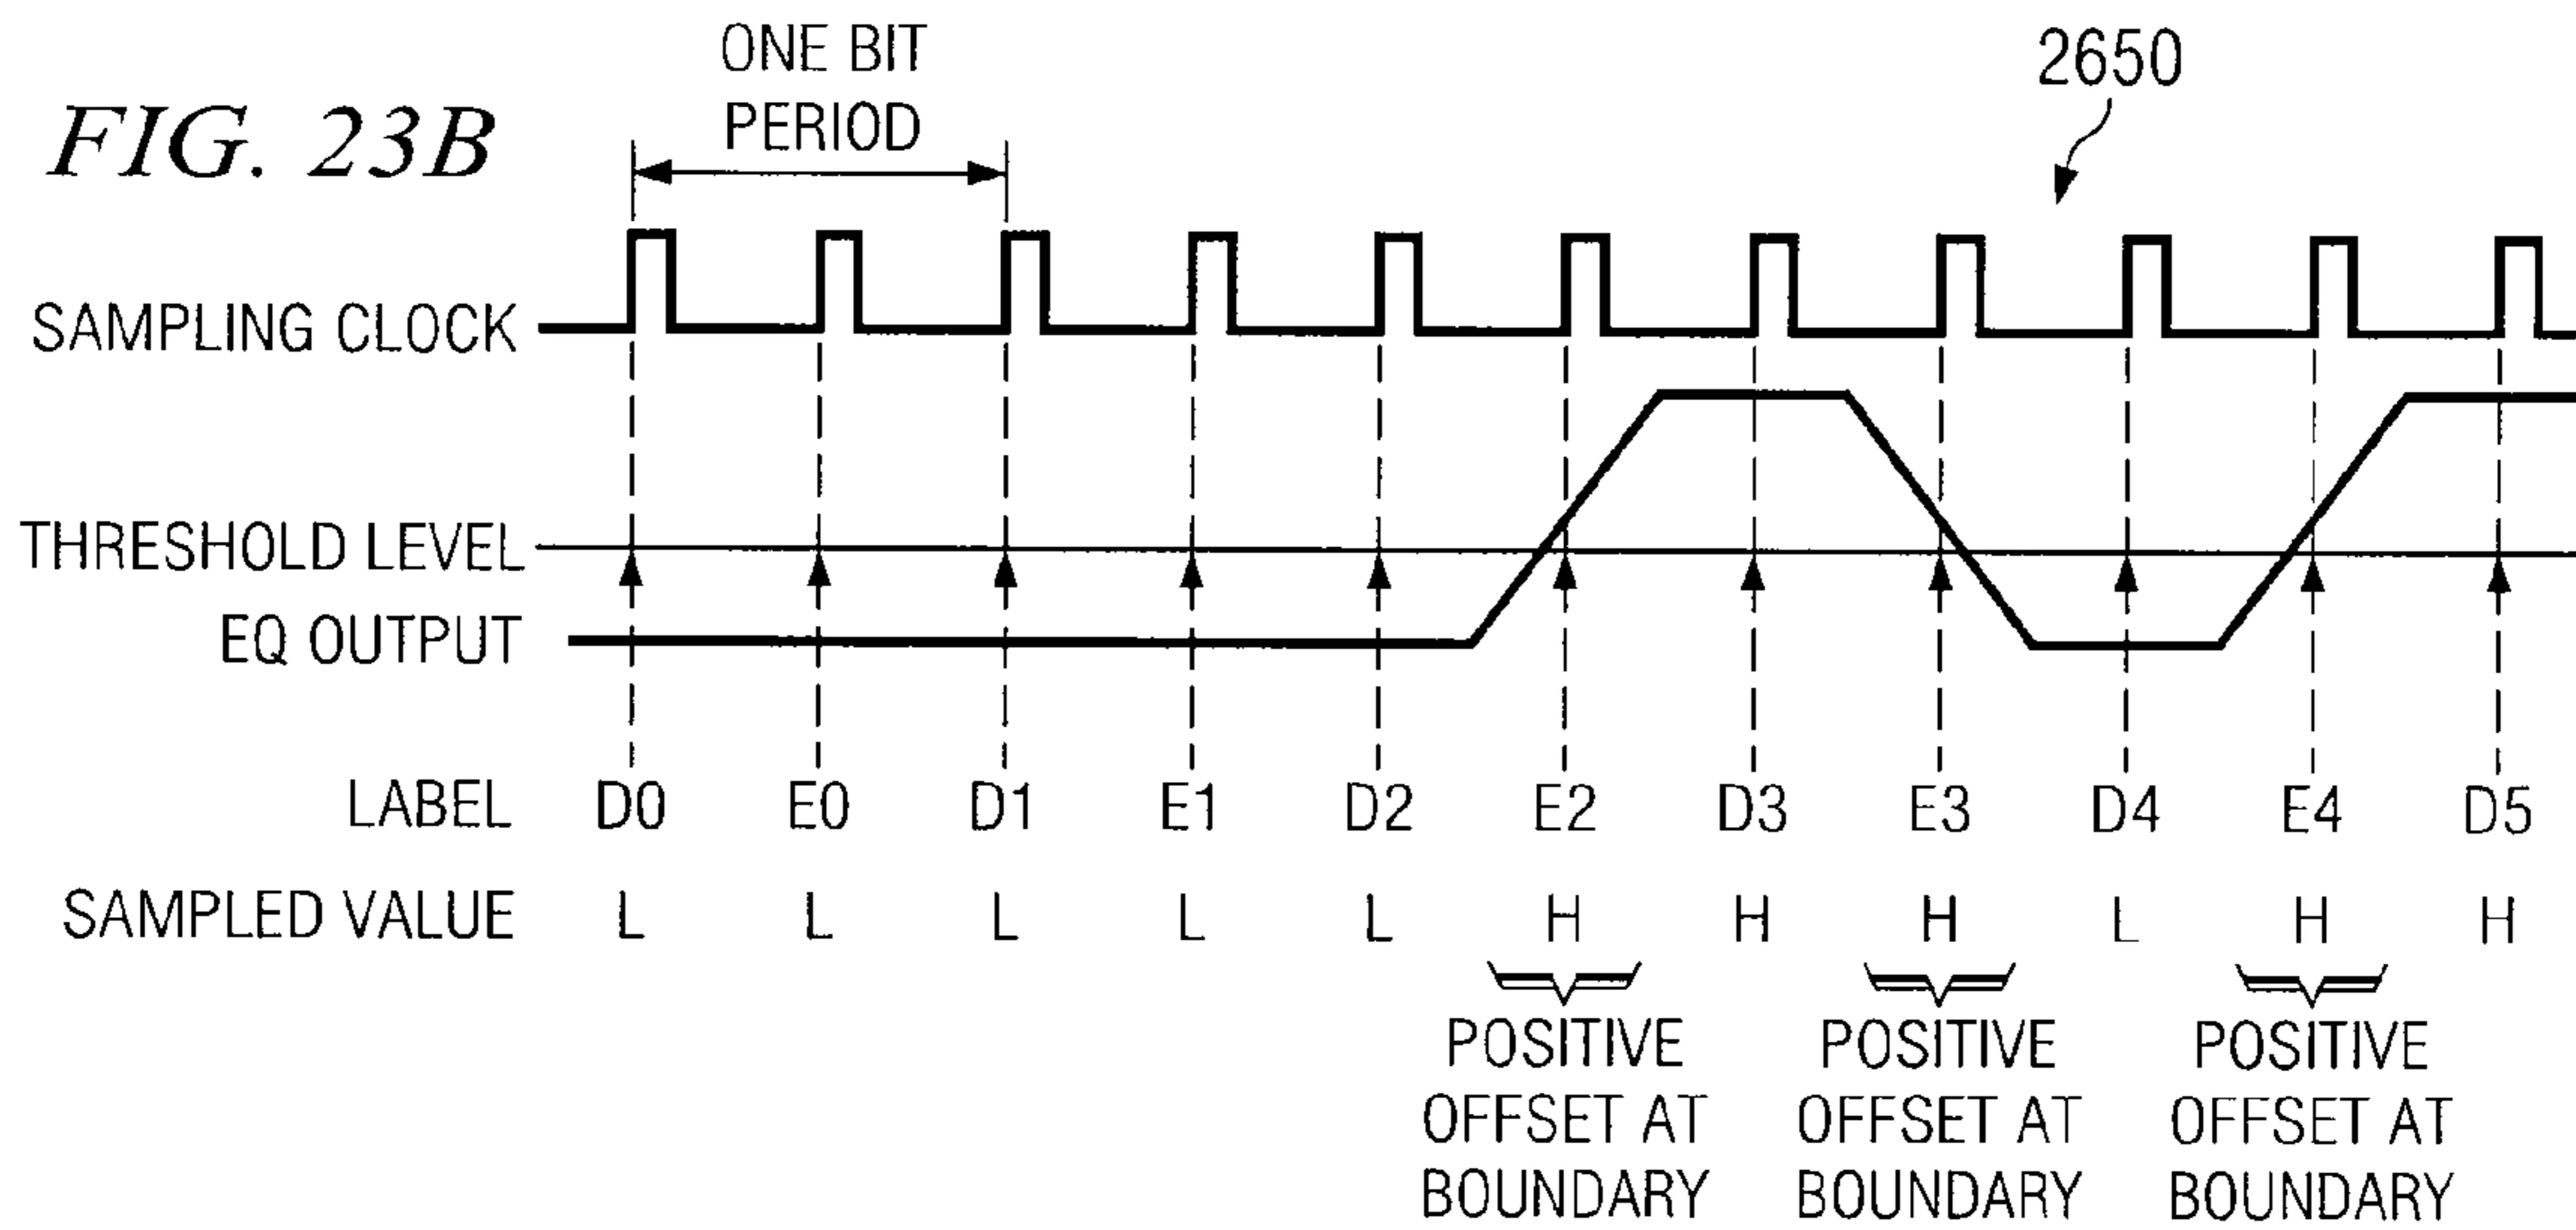 FIG. 23B
ONE BIT
PERIOD
2650
SAMPLING CLOCK
THRESHOLD LEVEL
EQ OUTPUT
LABEL D0 E0 D1 E1 D2 E2 D3 E3 D4 E4 D5
SAMPLED VALUE L L L L L H H H L H H
POSITIVE POSITIVE POSITIVE
OFFSET AT OFFSET AT OFFSET AT
BOUNDARY BOUNDARY BOUNDARY